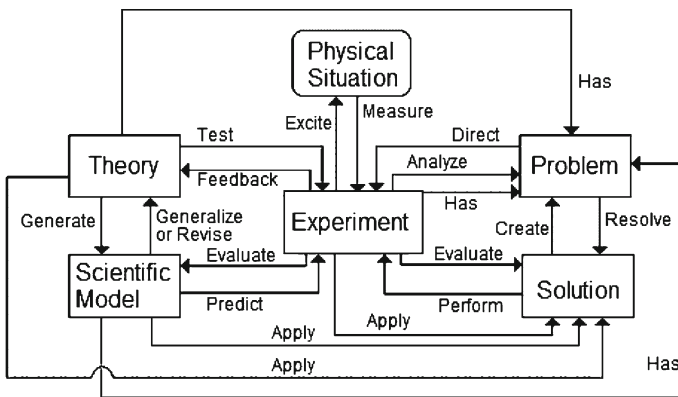 Physical
Situation
Has
Excite
Measure
Test
Direct
Theory
Analyze
Problem
Feedback
Has
Generate
Generalize
or Revise
Experiment
Create
Resolve
Evaluate
Evaluate
Scientific
Model
Predict
Perform
Solution
Apply
Apply
Apply
Has